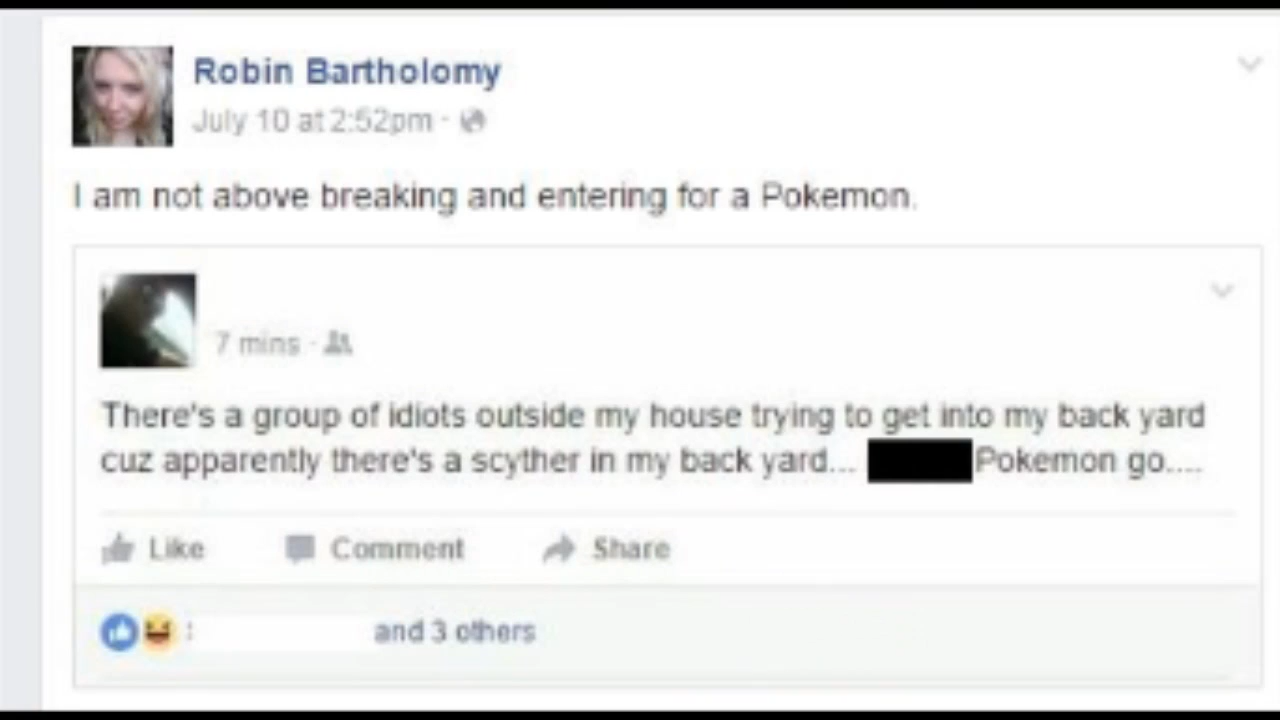 Robin Bartholomy
July 10 at 2:52pm ·
I am not above breaking and entering for a Pokemon.
7 mins ·
There's a group of idiots outside my house trying to get into my back yard
cuz apparently there's a scyther in my back yard... Pokemon go....
Like Comment Share
: and 3 others